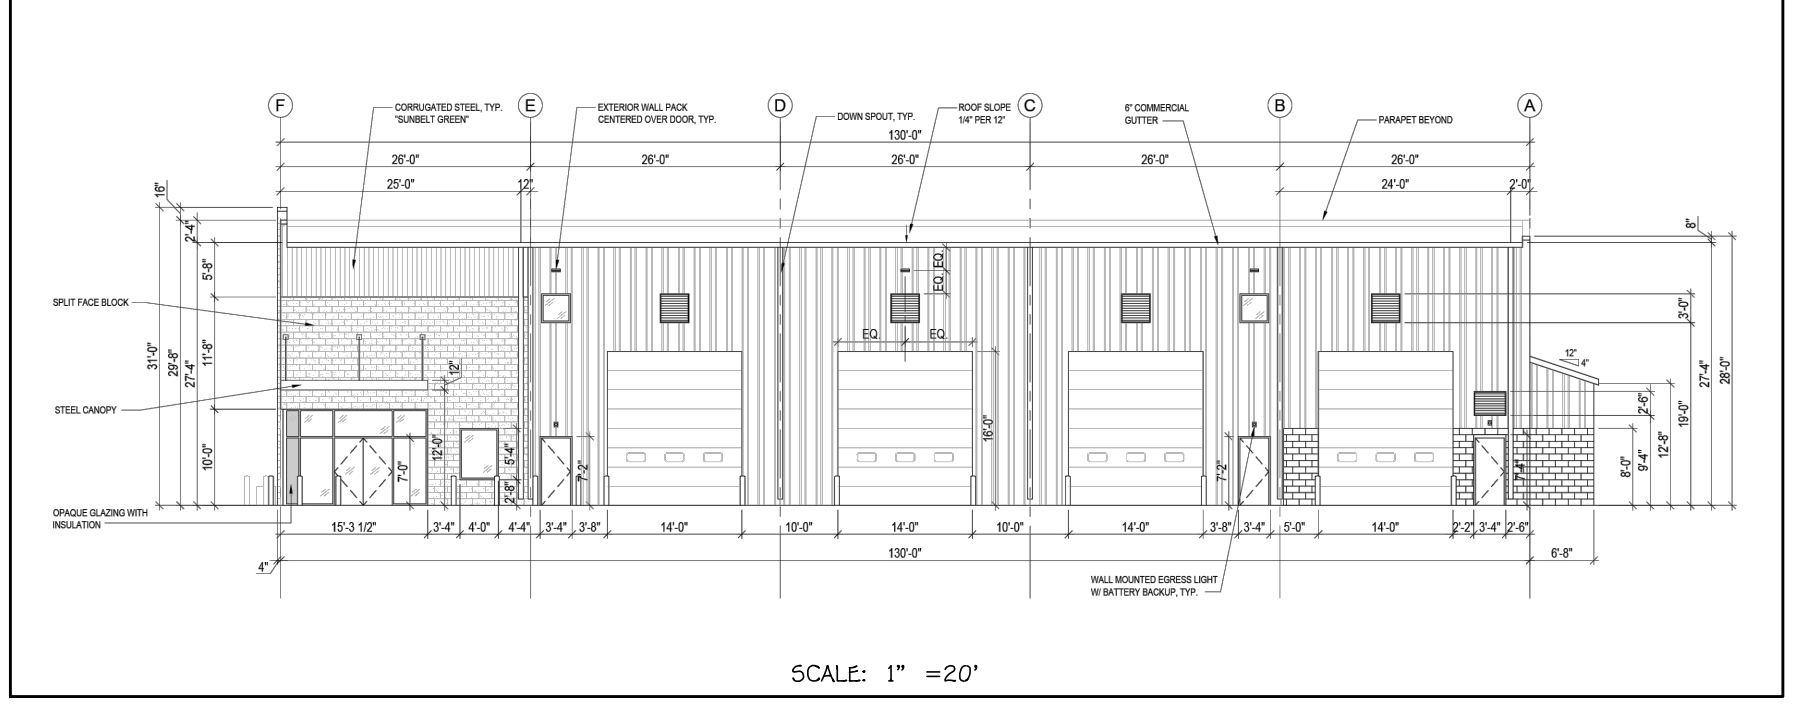 F
CORRUGATED STEEL, TYP.
"SUNBELT GREEN"
E
EXTERIOR WALL PACK
CENTERED OVER DOOR, TYP.
D
DOWN SPOUT, TYP.
ROOF SLOPE
1/4" PER 12"
C
6" COMMERCIAL
GUTTER
B
PARAPET BEYOND
A
130'-0"
26'-0"
26'-0"
26'-0"
26'-0"
26'-0"
25'-0"
12"
24'-0"
2'-0"
16"
2'-4"
5'-8"
31'-0"
29'-8"
27'-4"
11'-8"
10'-0"
SPLIT FACE BLOCK
STEEL CANOPY
OPAQUE GLAZING WITH
INSULATION
12"
12'-0"
7'-0"
5'-4"
2'-8"
7'-2"
EQ.
EQ.
EQ.
EQ.
16'-0"
7'-2"
7'-4"
12"
4"
8"
3'-0"
27'-4"
28'-0"
2'-6"
19'-0"
8'-0"
9'-4"
12'-8"
15'-3 1/2"
3'-4"
4'-0"
4'-4"
3'-4"
3'-8"
14'-0"
10'-0"
14'-0"
10'-0"
14'-0"
3'-8"
3'-4"
5'-0"
14'-0"
2'-2"
3'-4"
2'-6"
4"
130'-0"
6'-8"
WALL MOUNTED EGRESS LIGHT
W/ BATTERY BACKUP, TYP.
SCALE: 1" =20'